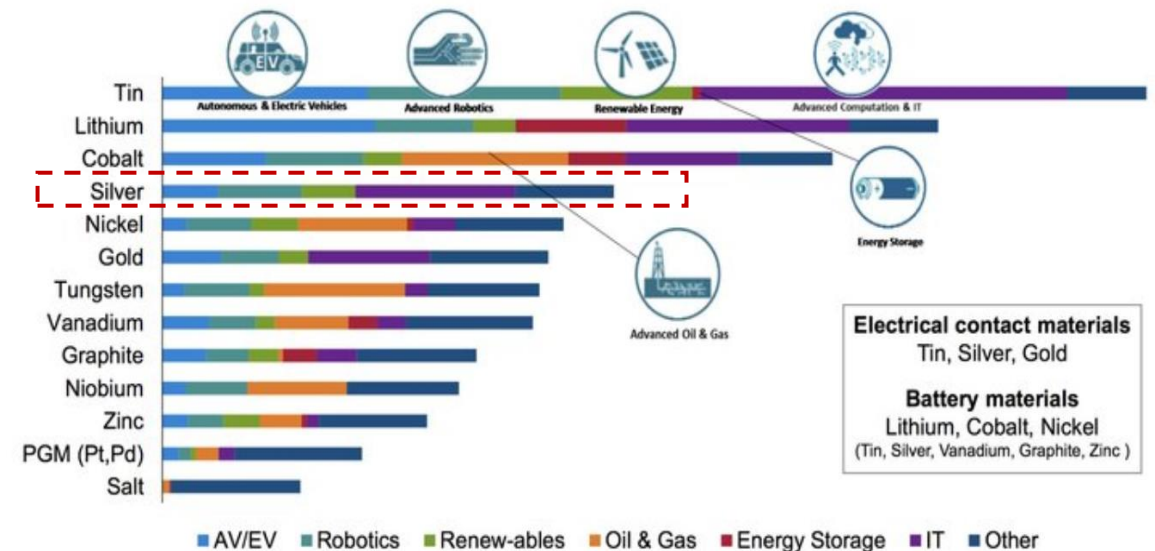 EV
Tin
Autonomous & Electric Vehicles
Advanced Robotics
Renewable Energy
Advanced Computation & IT
Lithium
Cobalt
Silver
Energy Storage
Nickel
Gold
Tungsten
Vanadium
Advanced Oil & Gas
Graphite
Niobium
Zinc
PGM (Pt,Pd)
Salt
Electrical contact materials
Tin, Silver, Gold
Battery materials
Lithium, Cobalt, Nickel
(Tin, Silver, Vanadium, Graphite, Zinc )
AV/EV Robotics Renew-ables Oil & Gas Energy Storage IT Other